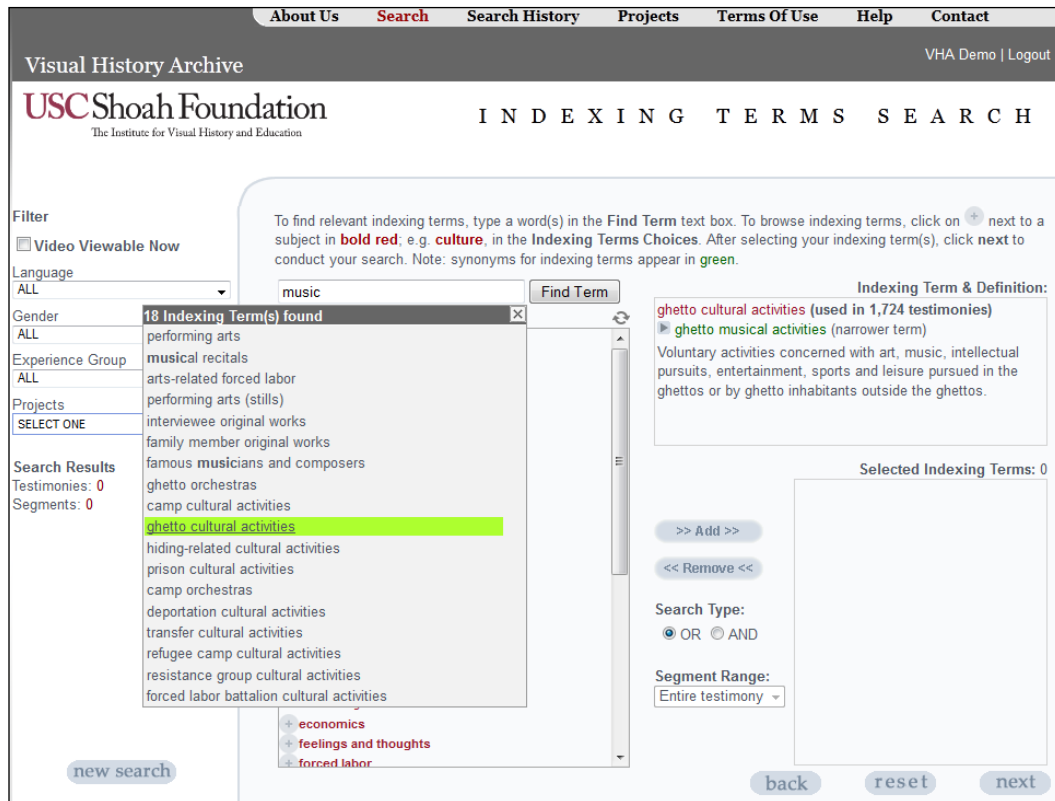 About Us Search Search History Projects Terms Of Use Help Contact
Visual History Archive
VHA Demo | Logout
USC Shoah Foundation
The Institute for Visual History and Education
INDEXING TERMS SEARCH
Filter
Video Viewable Now
Language
ALL
Gender
ALL
Experience Group
ALL
Projects
SELECT ONE
Search Results
Testimonies: 0
Segments: 0
new search
To find relevant indexing terms, type a word(s) in the Find Term text box. To browse indexing terms, click on + next to a
subject in bold red; e.g. culture, in the Indexing Terms Choices. After selecting your indexing term(s), click next to
conduct your search. Note: synonyms for indexing terms appear in green.
music
Find Term
18 Indexing Term(s) found
performing arts
musical recitals
arts-related forced labor
performing arts (stills)
interviewee original works
family member original works
famous musicians and composers
ghetto orchestras
camp cultural activities
ghetto cultural activities
hiding-related cultural activities
prison cultural activities
camp orchestras
deportation cultural activities
transfer cultural activities
refugee camp cultural activities
resistance group cultural activities
forced labor battalion cultural activities
economics
feelings and thoughts
forced labor
Indexing Term & Definition:
ghetto cultural activities (used in 1,724 testimonies)
ghetto musical activities (narrower term)
Voluntary activities concerned with art, music, intellectual
pursuits, entertainment, sports and leisure pursued in the
ghettos or by ghetto inhabitants outside the ghettos.
Selected Indexing Terms: 0
>> Add >>
<< Remove <<
Search Type:
OR AND
Segment Range:
Entire testimony
back reset next